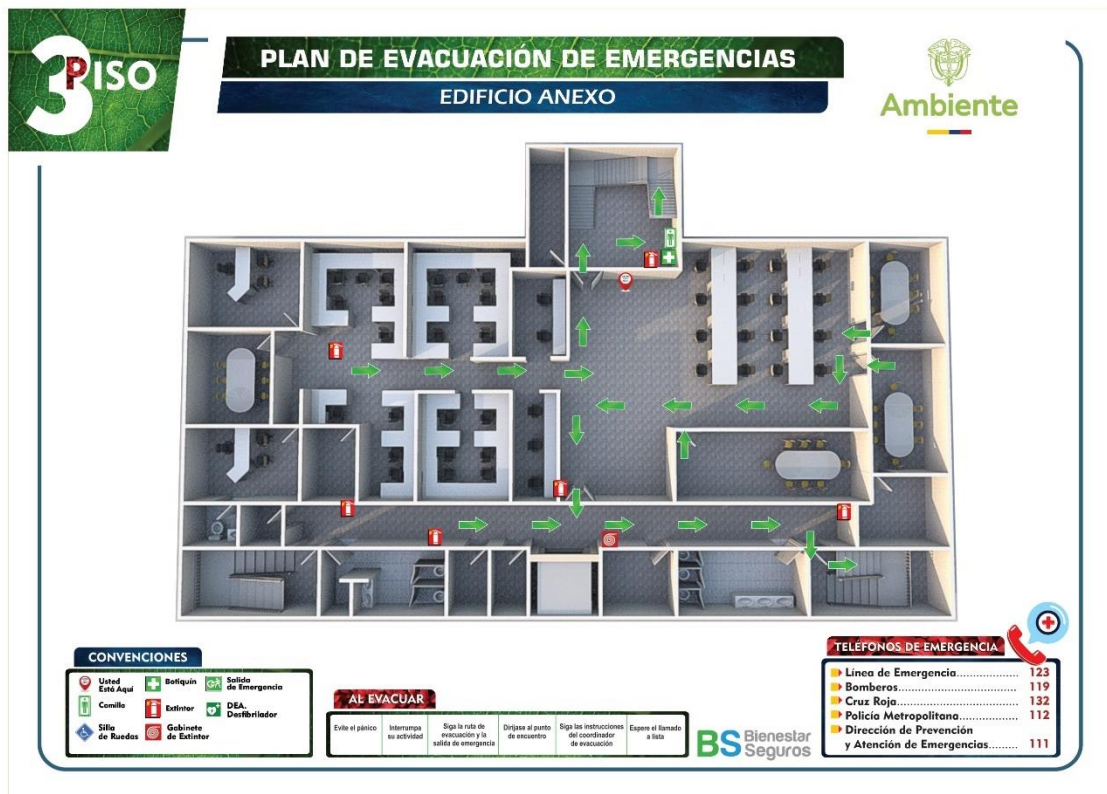 3 PISO
PLAN DE EVACUACIÓN DE EMERGENCIAS
EDIFICIO ANEXO
Ambiente
CONVENCIONES
Usted
Está Aquí
Botiquín
Salida
de Emergencia
Camilla
Extintor
DEA.
Desfibrilador
Silla
de Ruedas
Gabinete
de Extintor
AL EVACUAR
Evite el pánico
Interrumpa
su actividad
Siga la ruta de
evacuación y la
salida de emergencia
Diríjase al punto
de encuentro
Siga las instrucciones
del coordinador
de evacuación
Espere el llamado
a lista
BS Bienestar
Seguros
TELÉFONOS DE EMERGENCIA
Línea de Emergencia................ 123
Bomberos.................................. 119
Cruz Roja.................................. 132
Policía Metropolitana............... 112
Dirección de Prevención
y Atención de Emergencias........ 111